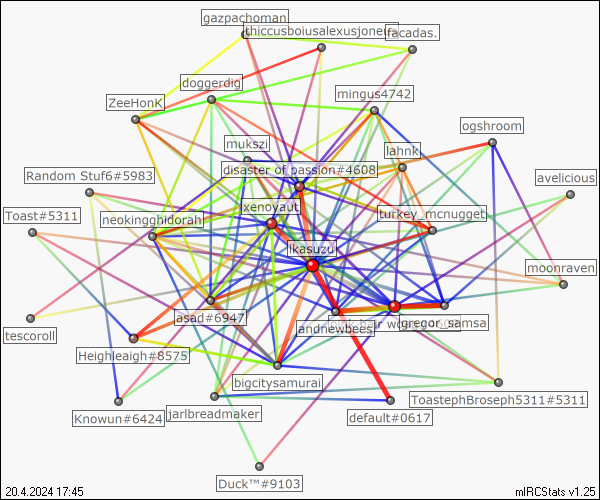 gazpachoman
thiccusboiusalexusjoneus
facadas.
doggerdig
mingus4742
ZeeHonK
ogshroom
mukszi
lahnk
disaster of passion#4608
Random Stuf6#5983
avelicious
xenoyaut
Toast#5311
neokingghidorah
turkey_mcnugget
ikasuzu
moonraven
asad#6947
andnewbees
gregor_samsa
tescoroll
Heighleaigh#8575
bigcitysamurai
Knowun#6424
jarlbreadmaker
default#0617
ToastephBroseph5311#5311
Duck™#9103
20.4.2024 17:45
mIRCStats v1.25